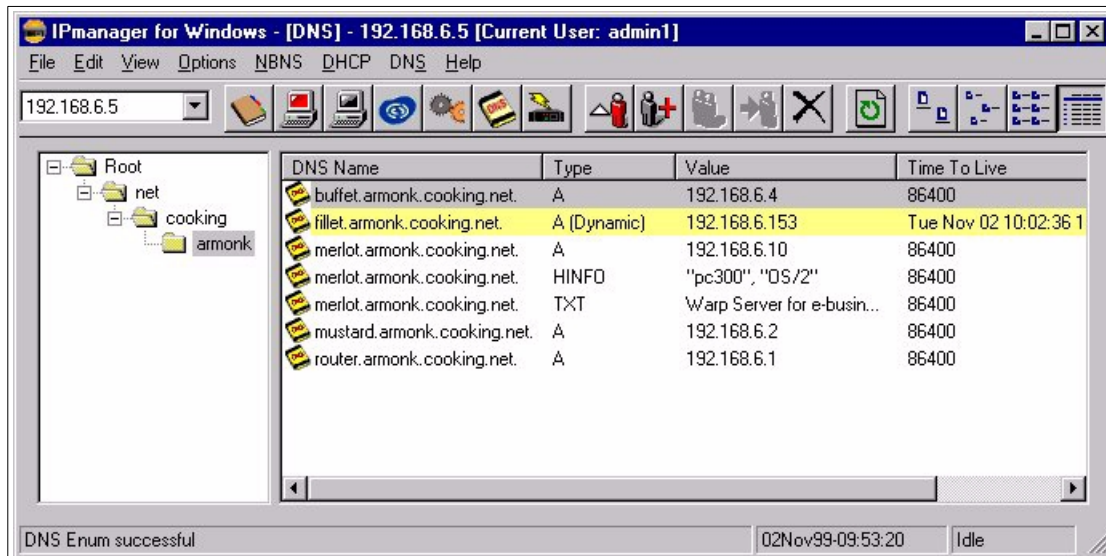 IPmanager for Windows - [DNS] - 192.168.6.5 [Current User: admin1]
File Edit View Options NBNS DHCP DNS Help
192.168.6.5
DNS
Root
net
cooking
armonk
DNS Name Type Value Time To Live
buffet.armonk.cooking.net. A 192.168.6.4 86400
fillet.armonk.cooking.net. A (Dynamic) 192.168.6.153 Tue Nov 02 10:02:36 1
merlot.armonk.cooking.net. A 192.168.6.10 86400
merlot.armonk.cooking.net. HINFO "pc300", "OS/2" 86400
merlot.armonk.cooking.net. TXT Warp Server for e-busin... 86400
mustard.armonk.cooking.net. A 192.168.6.2 86400
router.armonk.cooking.net. A 192.168.6.1 86400
DNS Enum successful 02Nov99-09:53:20 Idle